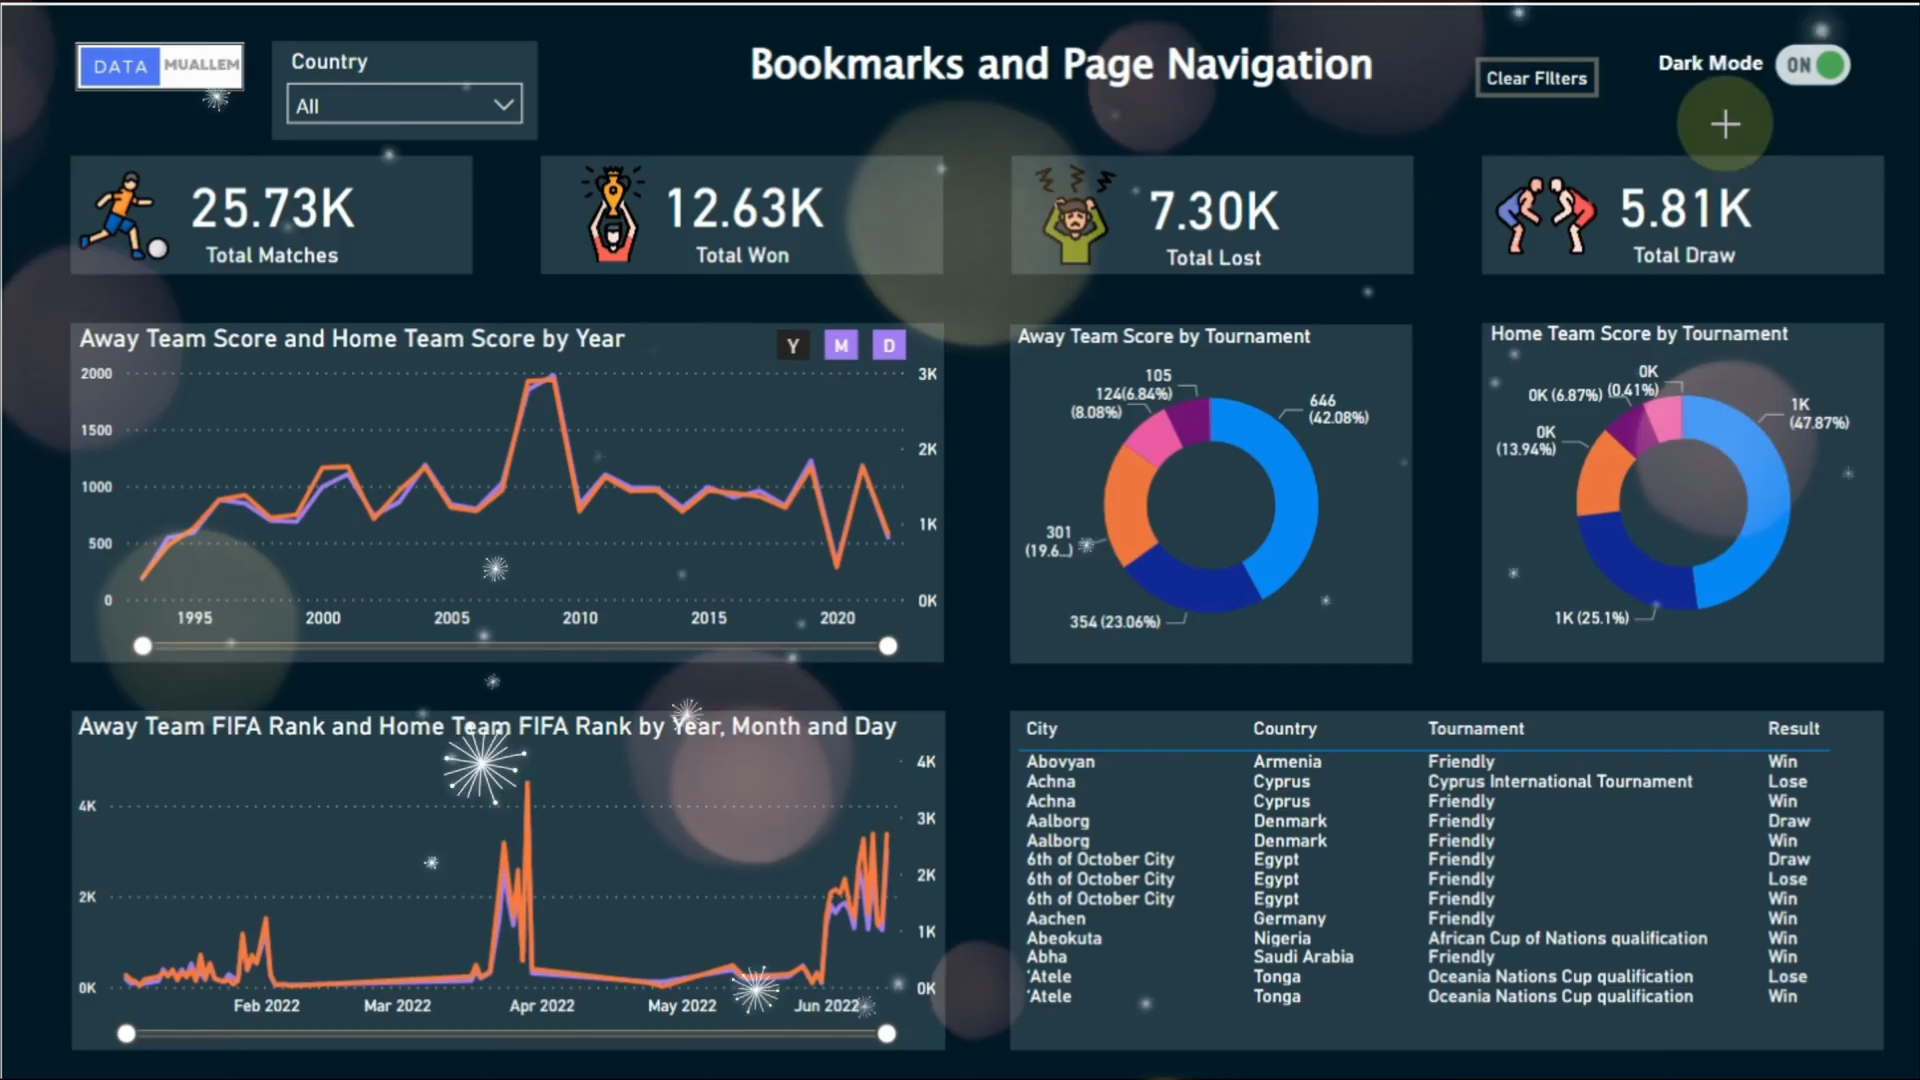 DATA MUALLEM
Country
All
Bookmarks and Page Navigation
Clear FIlters
Dark Mode
ON
25.73K
Total Matches
12.63K
Total Won
7.30K
Total Lost
5.81K
Total Draw
Away Team Score and Home Team Score by Year
Y M D
2000
1500
1000
500
0
3K
2K
1K
0K
1995 2000 2005 2010 2015 2020
Away Team Score by Tournament
105
(6.84%)
124
(8.08%)
646
(42.08%)
301
(19.6...)
354 (23.06%)
Home Team Score by Tournament
0K
(0.41%)
0K (6.87%)
1K
(47.87%)
0K
(13.94%)
1K (25.1%)
Away Team FIFA Rank and Home Team FIFA Rank by Year, Month and Day
4K
2K
0K
4K
3K
2K
1K
0K
Feb 2022 Mar 2022 Apr 2022 May 2022 Jun 2022
City Country Tournament Result
Abovyan Armenia Friendly Win
Achna Cyprus Cyprus International Tournament Lose
Achna Cyprus Friendly Win
Aalborg Denmark Friendly Draw
Aalborg Denmark Friendly Win
6th of October City Egypt Friendly Draw
6th of October City Egypt Friendly Lose
6th of October City Egypt Friendly Win
Aachen Germany Friendly Win
Abeokuta Nigeria African Cup of Nations qualification Win
Abha Saudi Arabia Friendly Win
'Atele Tonga Oceania Nations Cup qualification Lose
'Atele Tonga Oceania Nations Cup qualification Win